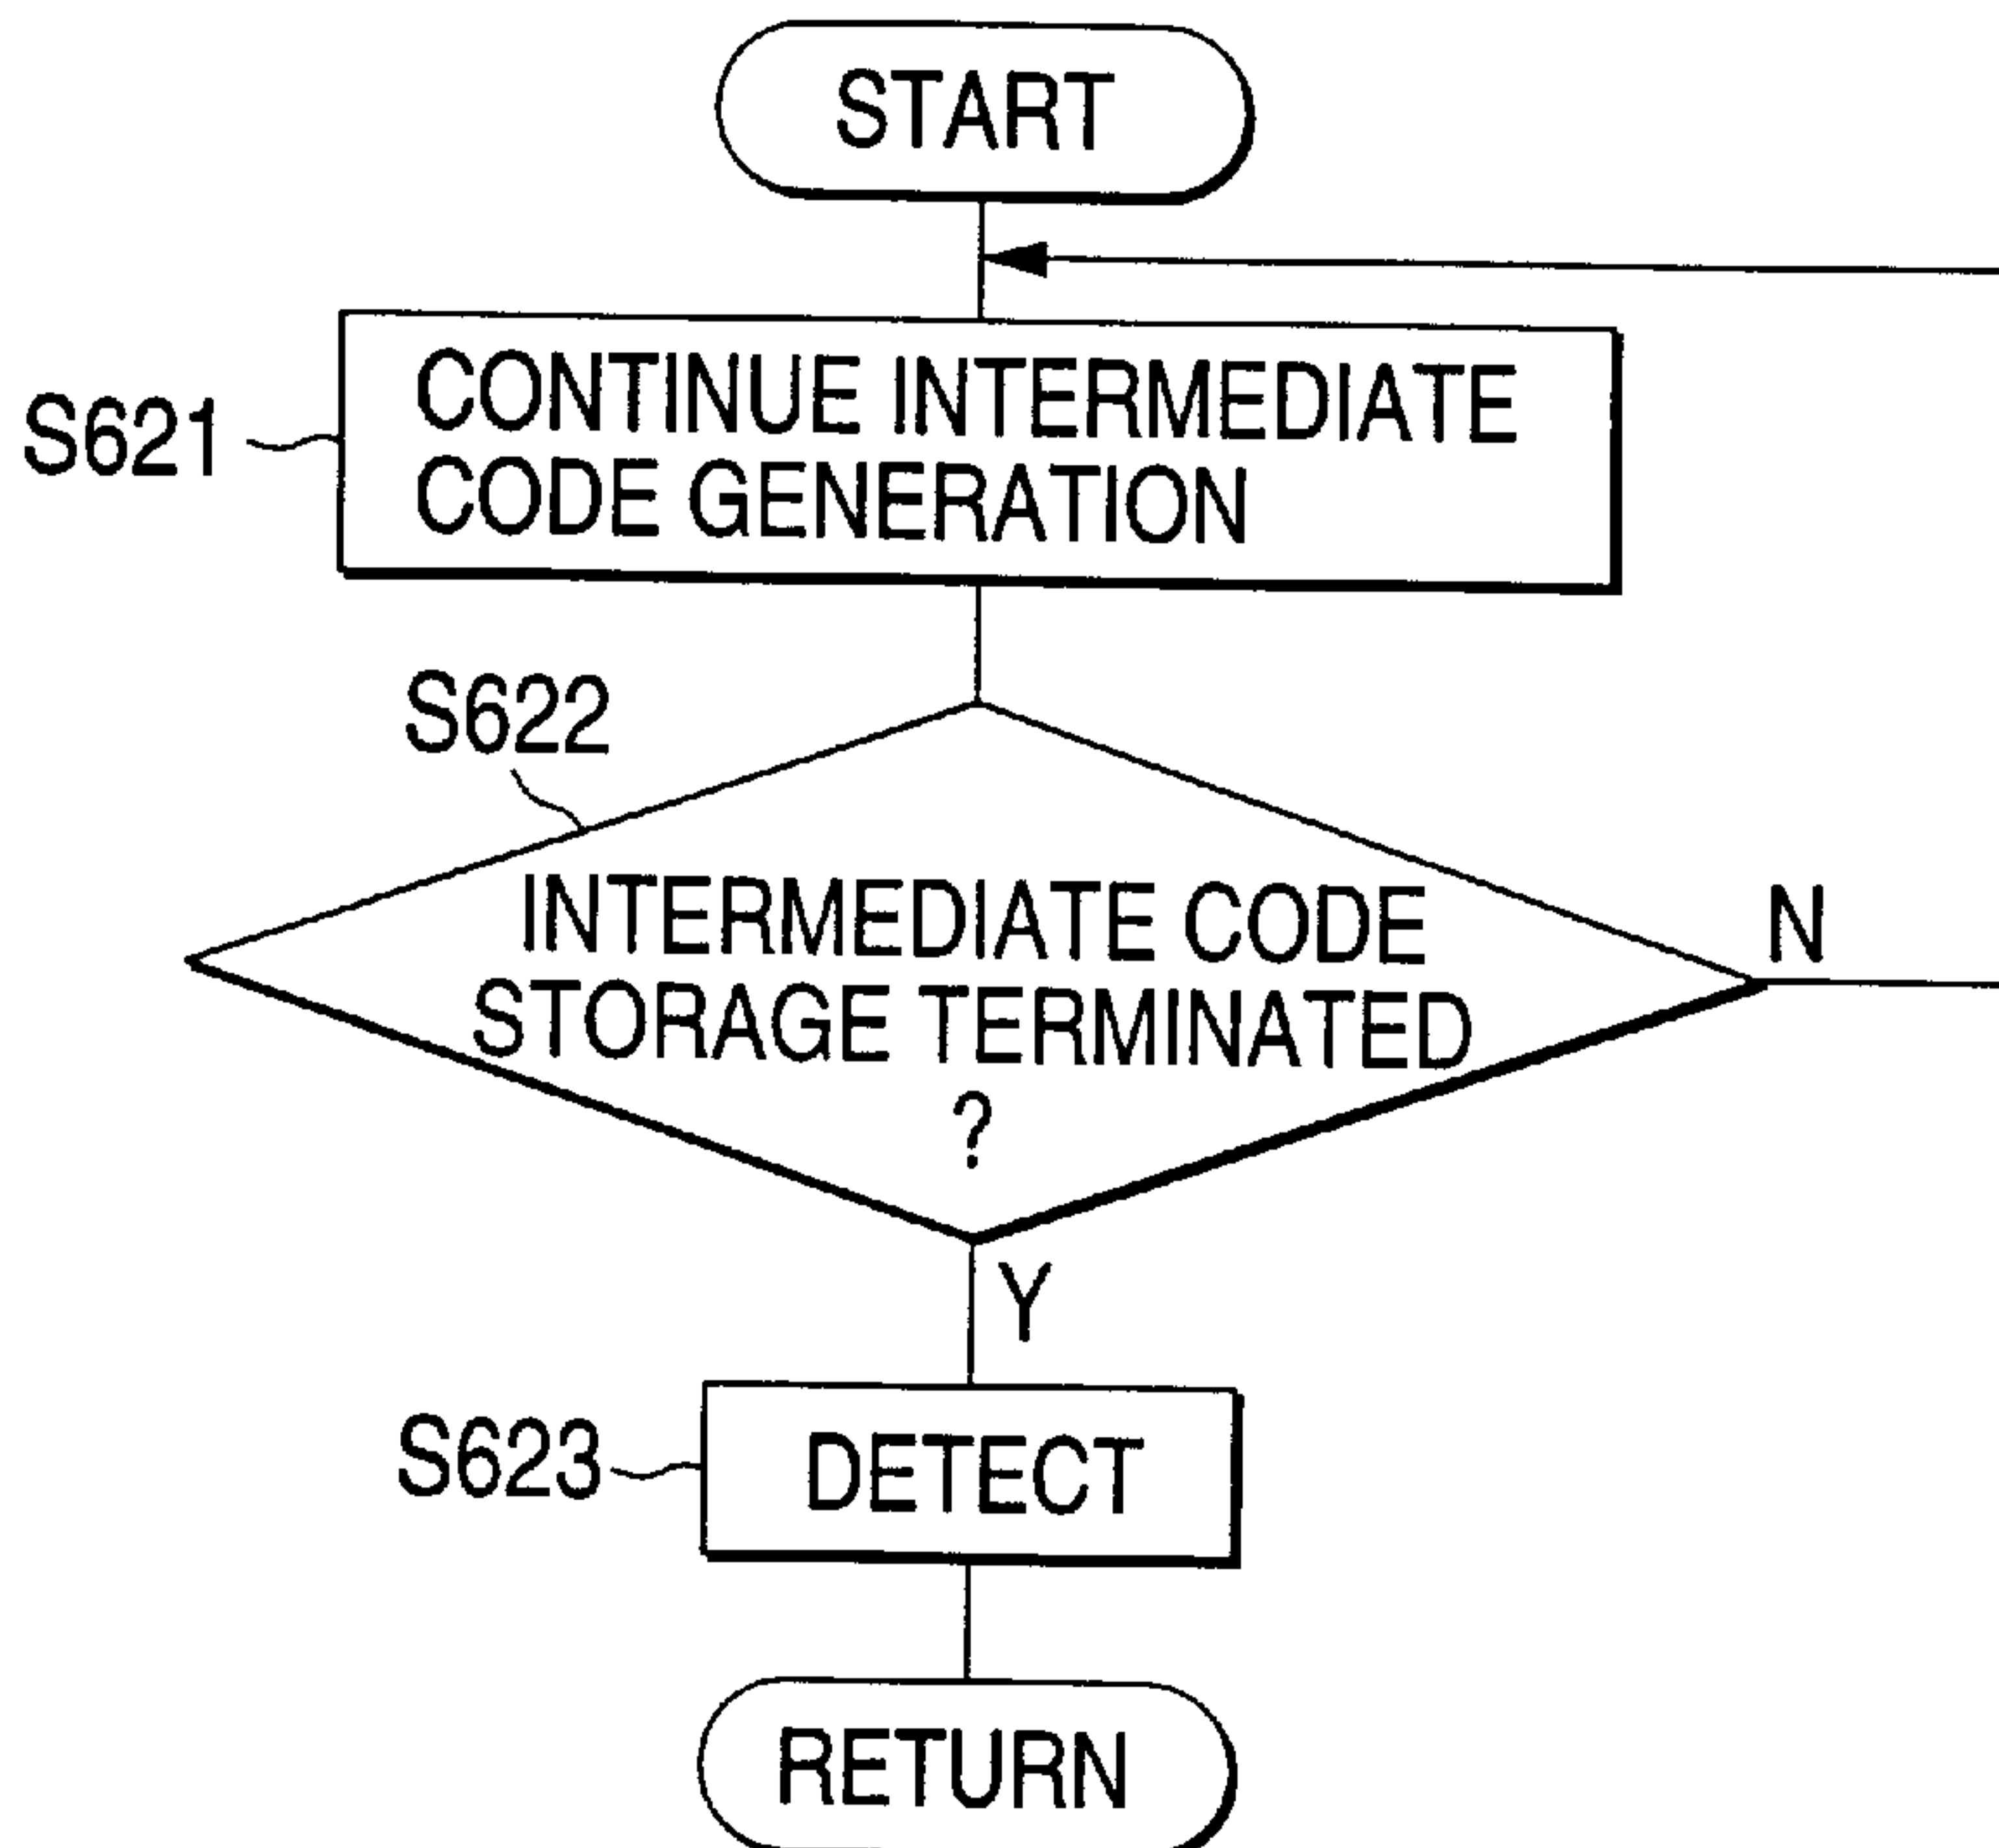 START
S621
CONTINUE INTERMEDIATE
CODE GENERATION
S622
INTERMEDIATE CODE
STORAGE TERMINATED
?
N
Y
S623
DETECT
RETURN